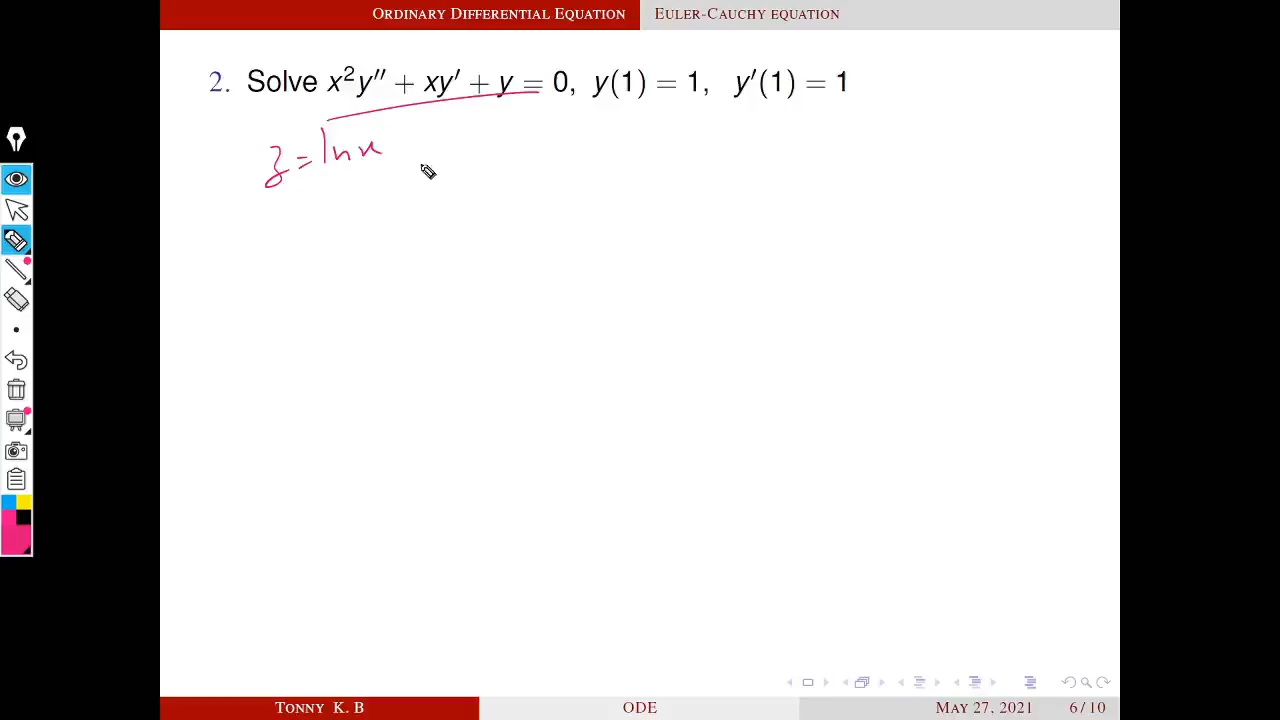 ORDINARY DIFFERENTIAL EQUATION EULER-CAUCHY EQUATION
2. Solve x²y″ + xy′ + y = 0, y(1) = 1, y′(1) = 1
z = ln x
TONNY K. B ODE MAY 27, 2021 6/10